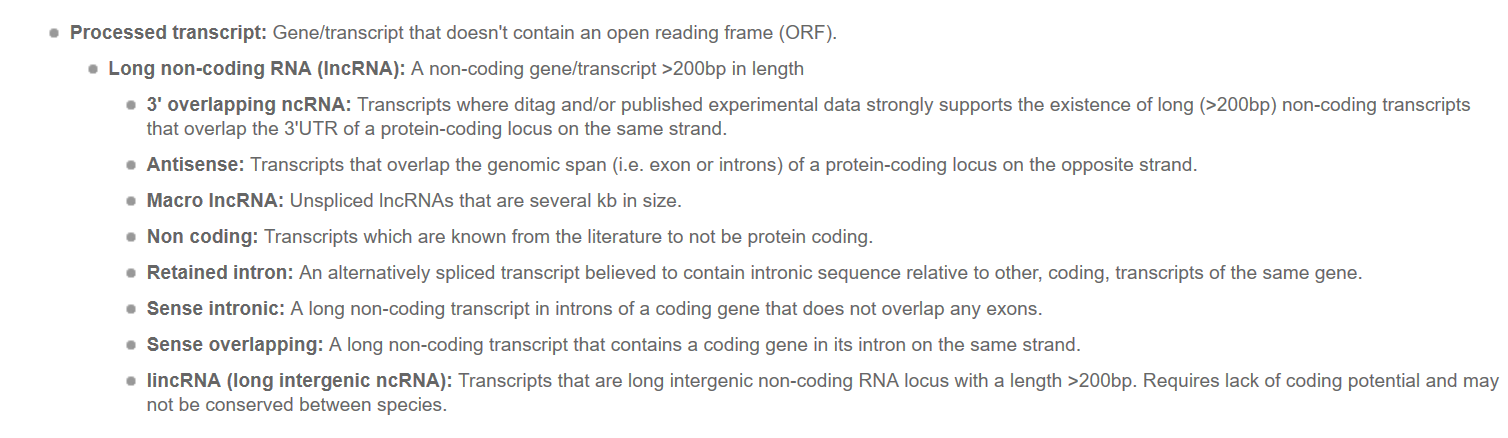 Processed transcript: Gene/transcript that doesn't contain an open reading frame (ORF).
Long non-coding RNA (lncRNA): A non-coding gene/transcript >200bp in length
3' overlapping ncRNA: Transcripts where ditag and/or published experimental data strongly supports the existence of long (>200bp) non-coding transcripts
that overlap the 3'UTR of a protein-coding locus on the same strand.
Antisense: Transcripts that overlap the genomic span (i.e. exon or introns) of a protein-coding locus on the opposite strand.
Macro lncRNA: Unspliced lncRNAs that are several kb in size.
Non coding: Transcripts which are known from the literature to not be protein coding.
Retained intron: An alternatively spliced transcript believed to contain intronic sequence relative to other, coding, transcripts of the same gene.
Sense intronic: A long non-coding transcript in introns of a coding gene that does not overlap any exons.
Sense overlapping: A long non-coding transcript that contains a coding gene in its intron on the same strand.
lincRNA (long intergenic ncRNA): Transcripts that are long intergenic non-coding RNA locus with a length >200bp. Requires lack of coding potential and may
not be conserved between species.